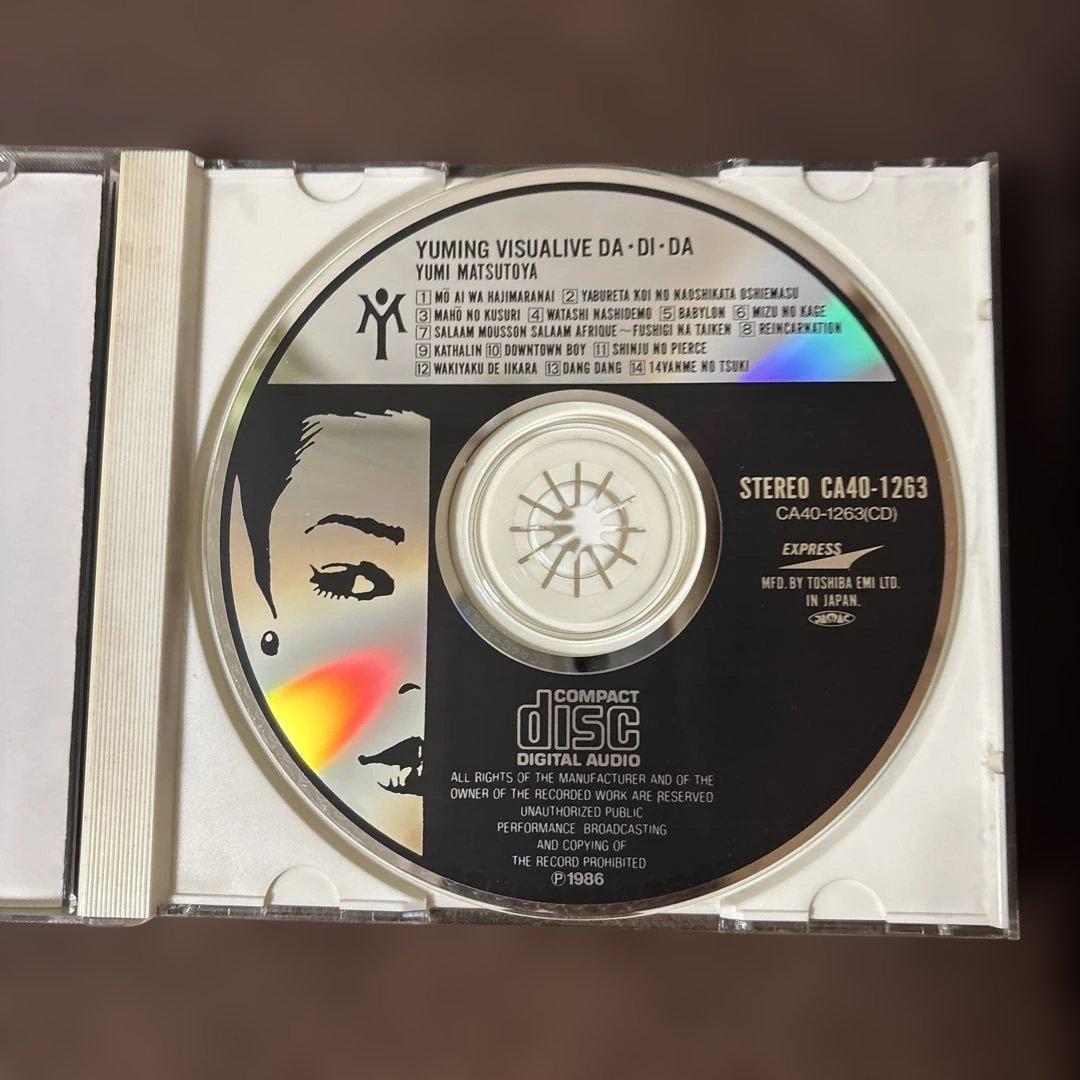 YUMING VISUALIVE DA・DI・DA
YUMI MATSUTOYA
1 MŌ AI WA HAJIMARANAI 2 YABURETA KOI NO NAOSHIKATA OSHIEMASU
3 MAHŌ NO KUSURI 4 WATASHI NASHIDEMO 5 BABYLON 6 MIZU NO KAGE
7 SALAAM MOUSSON SALAAM AFRIQUE～FUSHIGI NA TAIKEN 8 REINCARNATION
9 KATHALIN 10 DOWNTOWN BOY 11 SHINJU NO PIERCE
12 WAKIYAKU DE IIKARA 13 DANG DANG 14 14VANME NO TSUKI
STEREO CA40-1263
CA40-1263(CD)
EXPRESS
MFD. BY TOSHIBA EMI LTD.
IN JAPAN.
JASRAC
COMPACT
disc
DIGITAL AUDIO
ALL RIGHTS OF THE MANUFACTURER AND OF THE
OWNER OF THE RECORDED WORK ARE RESERVED
UNAUTHORIZED PUBLIC
PERFORMANCE BROADCASTING
AND COPYING OF
THE RECORD PROHIBITED
Ⓟ1986